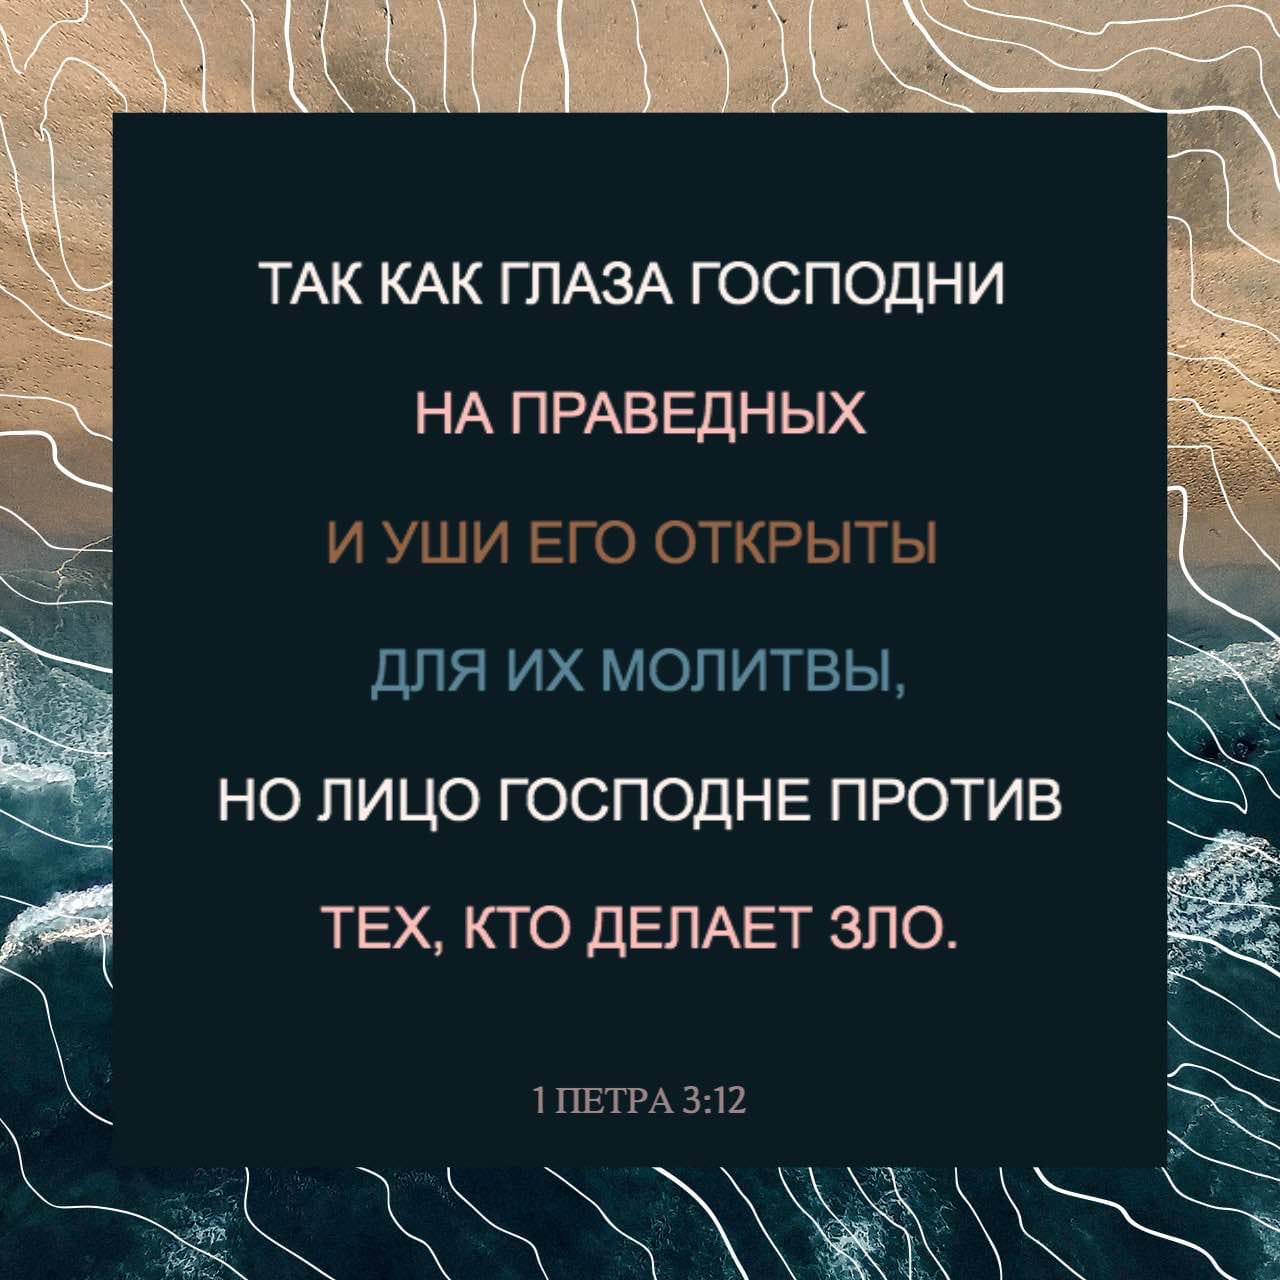 ТАК КАК ГЛАЗА ГОСПОДНИ
НА ПРАВЕДНЫХ
И УШИ ЕГО ОТКРЫТЫ
ДЛЯ ИХ МОЛИТВЫ,
НО ЛИЦО ГОСПОДНЕ ПРОТИВ
ТЕХ, КТО ДЕЛАЕТ ЗЛО.
1 ПЕТРА 3:12